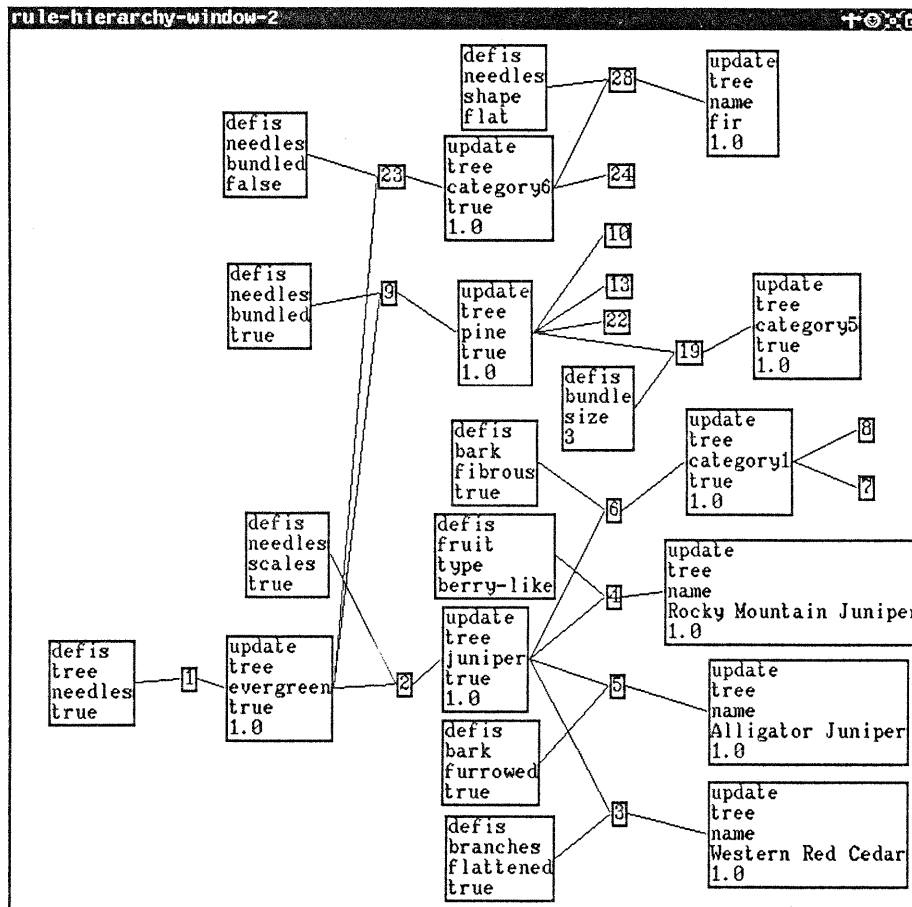 rule-hierarchy-window-2
defis
needles
shape
flat
28
update
tree
name
fir
1.0
defis
needles
bundled
false
23
update
tree
category6
true
1.0
24
10
defis
needles
bundled
true
9
update
tree
pine
true
1.0
13
22
19
update
tree
category5
true
1.0
defis
bundle
size
3
defis
bark
fibrous
true
update
tree
category1
true
1.0
8
7
6
defis
needles
scales
true
defis
fruit
type
berry-like
4
update
tree
name
Rocky Mountain Juniper
1.0
defis
tree
needles
true
1
update
tree
evergreen
true
1.0
2
update
tree
juniper
true
1.0
5
update
tree
name
Alligator Juniper
1.0
defis
bark
furrowed
true
3
update
tree
name
Western Red Cedar
1.0
defis
branches
flattened
true